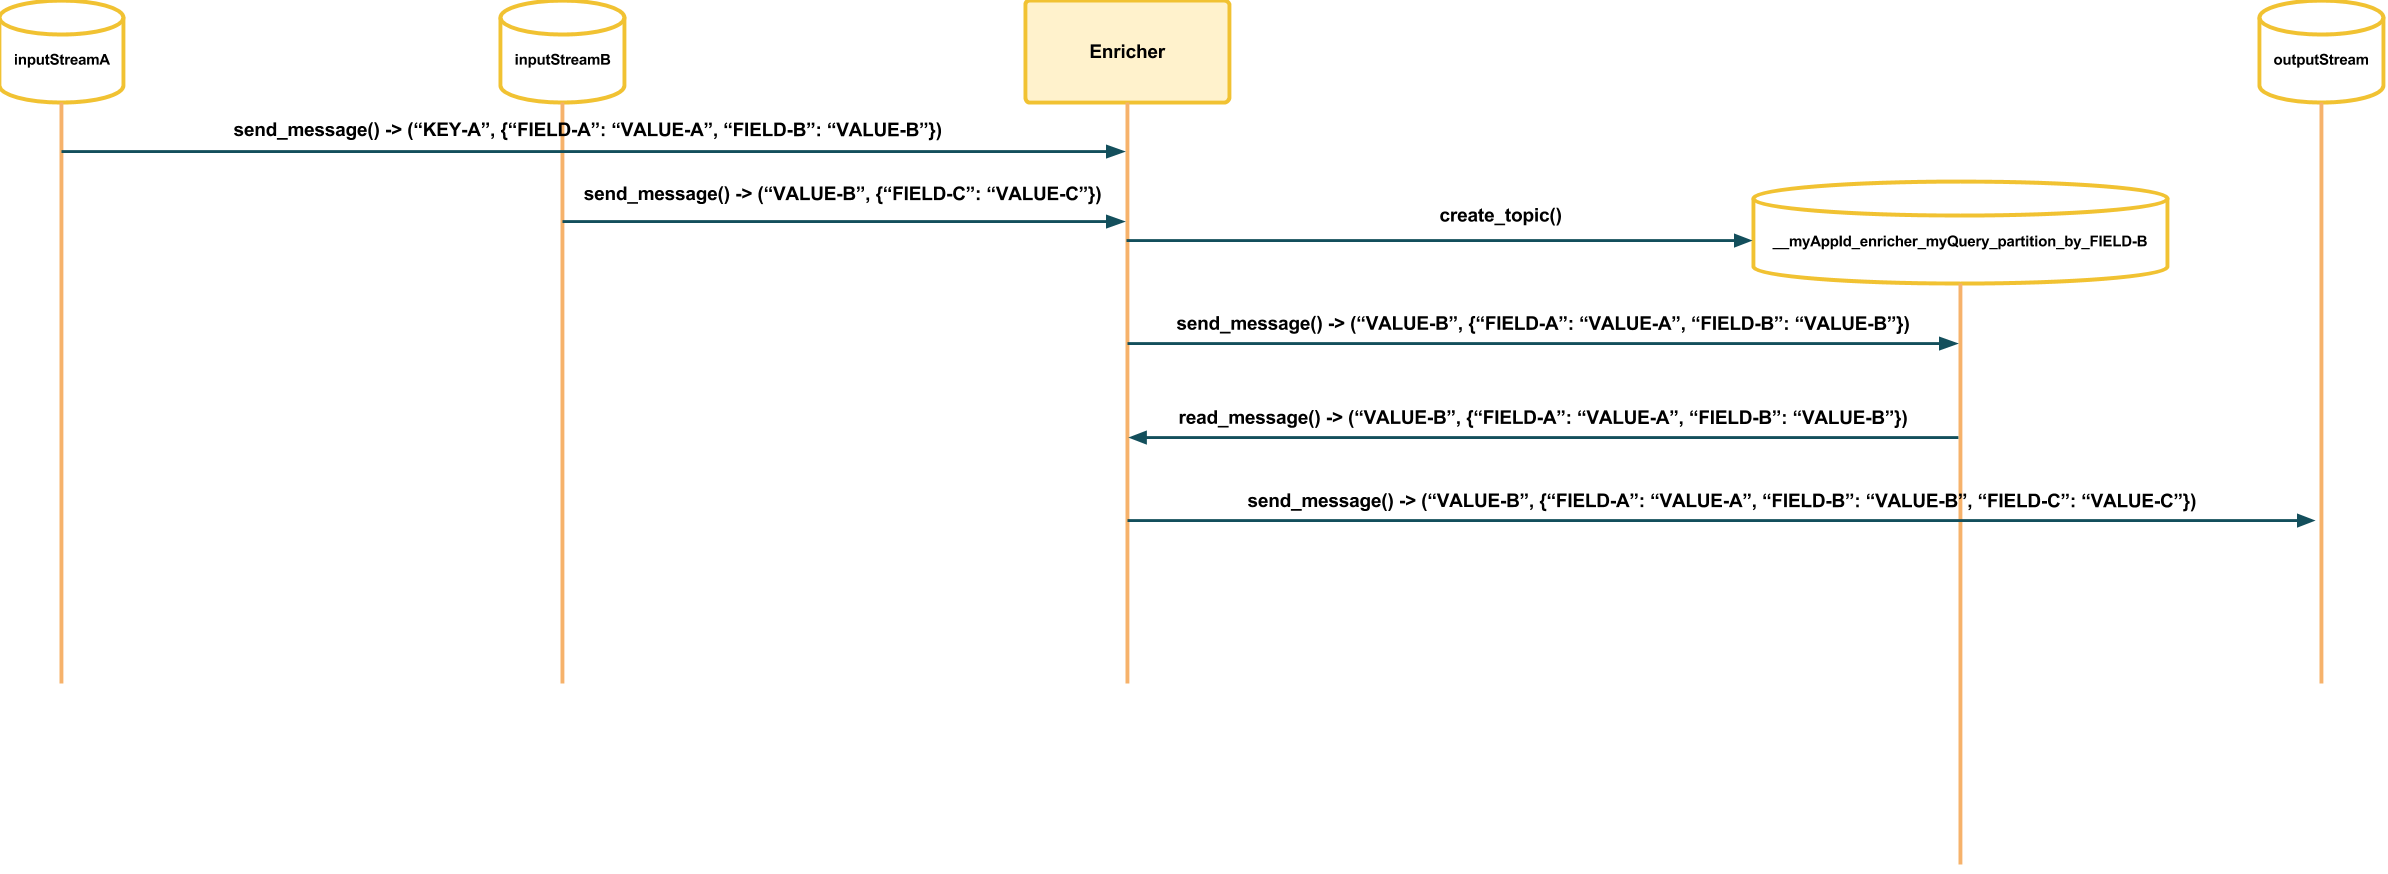 inputStreamA
inputStreamB
Enricher
outputStream
send_message() -> (“KEY-A”, {“FIELD-A”: “VALUE-A”, “FIELD-B”: “VALUE-B”})
send_message() -> (“VALUE-B”, {“FIELD-C”: “VALUE-C”})
create_topic()
__myAppId_enricher_myQuery_partition_by_FIELD-B
send_message() -> (“VALUE-B”, {“FIELD-A”: “VALUE-A”, “FIELD-B”: “VALUE-B”})
read_message() -> (“VALUE-B”, {“FIELD-A”: “VALUE-A”, “FIELD-B”: “VALUE-B”})
send_message() -> (“VALUE-B”, {“FIELD-A”: “VALUE-A”, “FIELD-B”: “VALUE-B”, “FIELD-C”: “VALUE-C”})